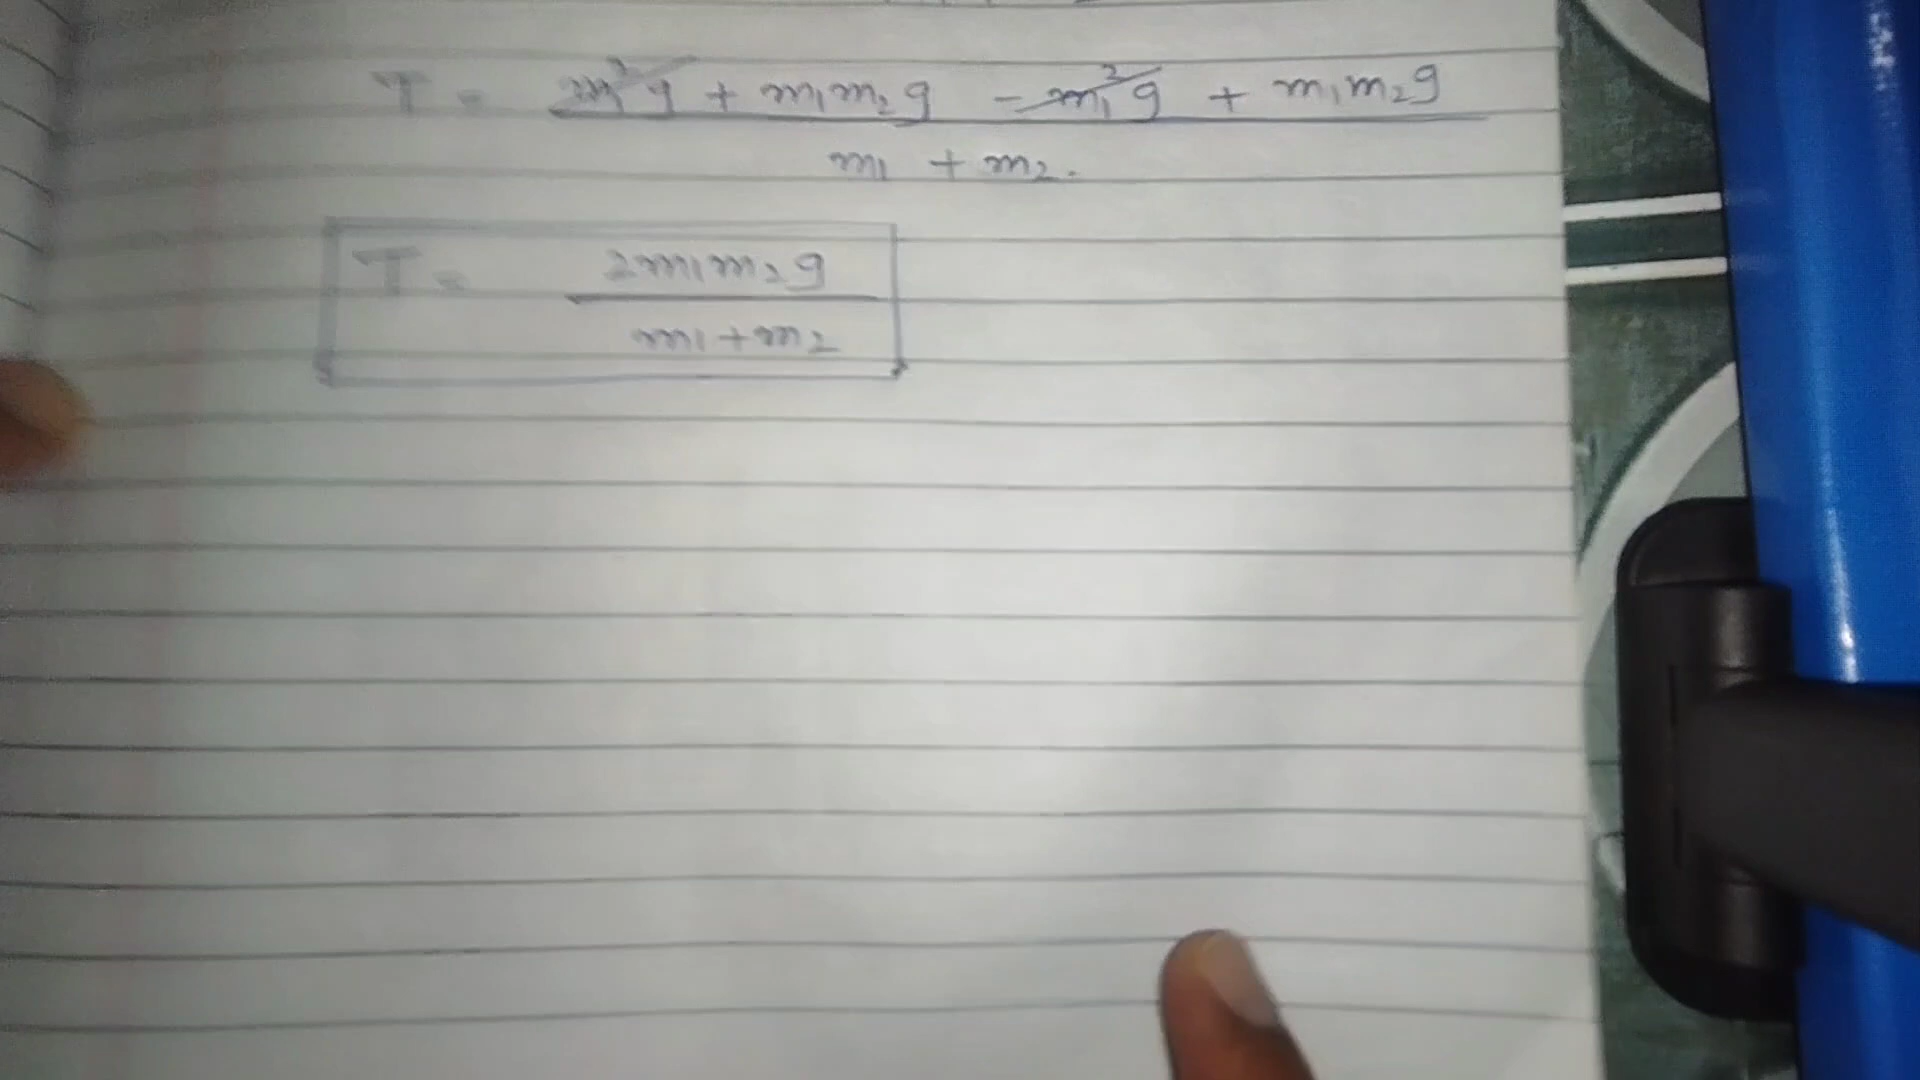 T = m₁²g + m₁m₂g - m₁²g + m₁m₂g
m₁ + m₂.
T = 2m₁m₂g
m₁+m₂